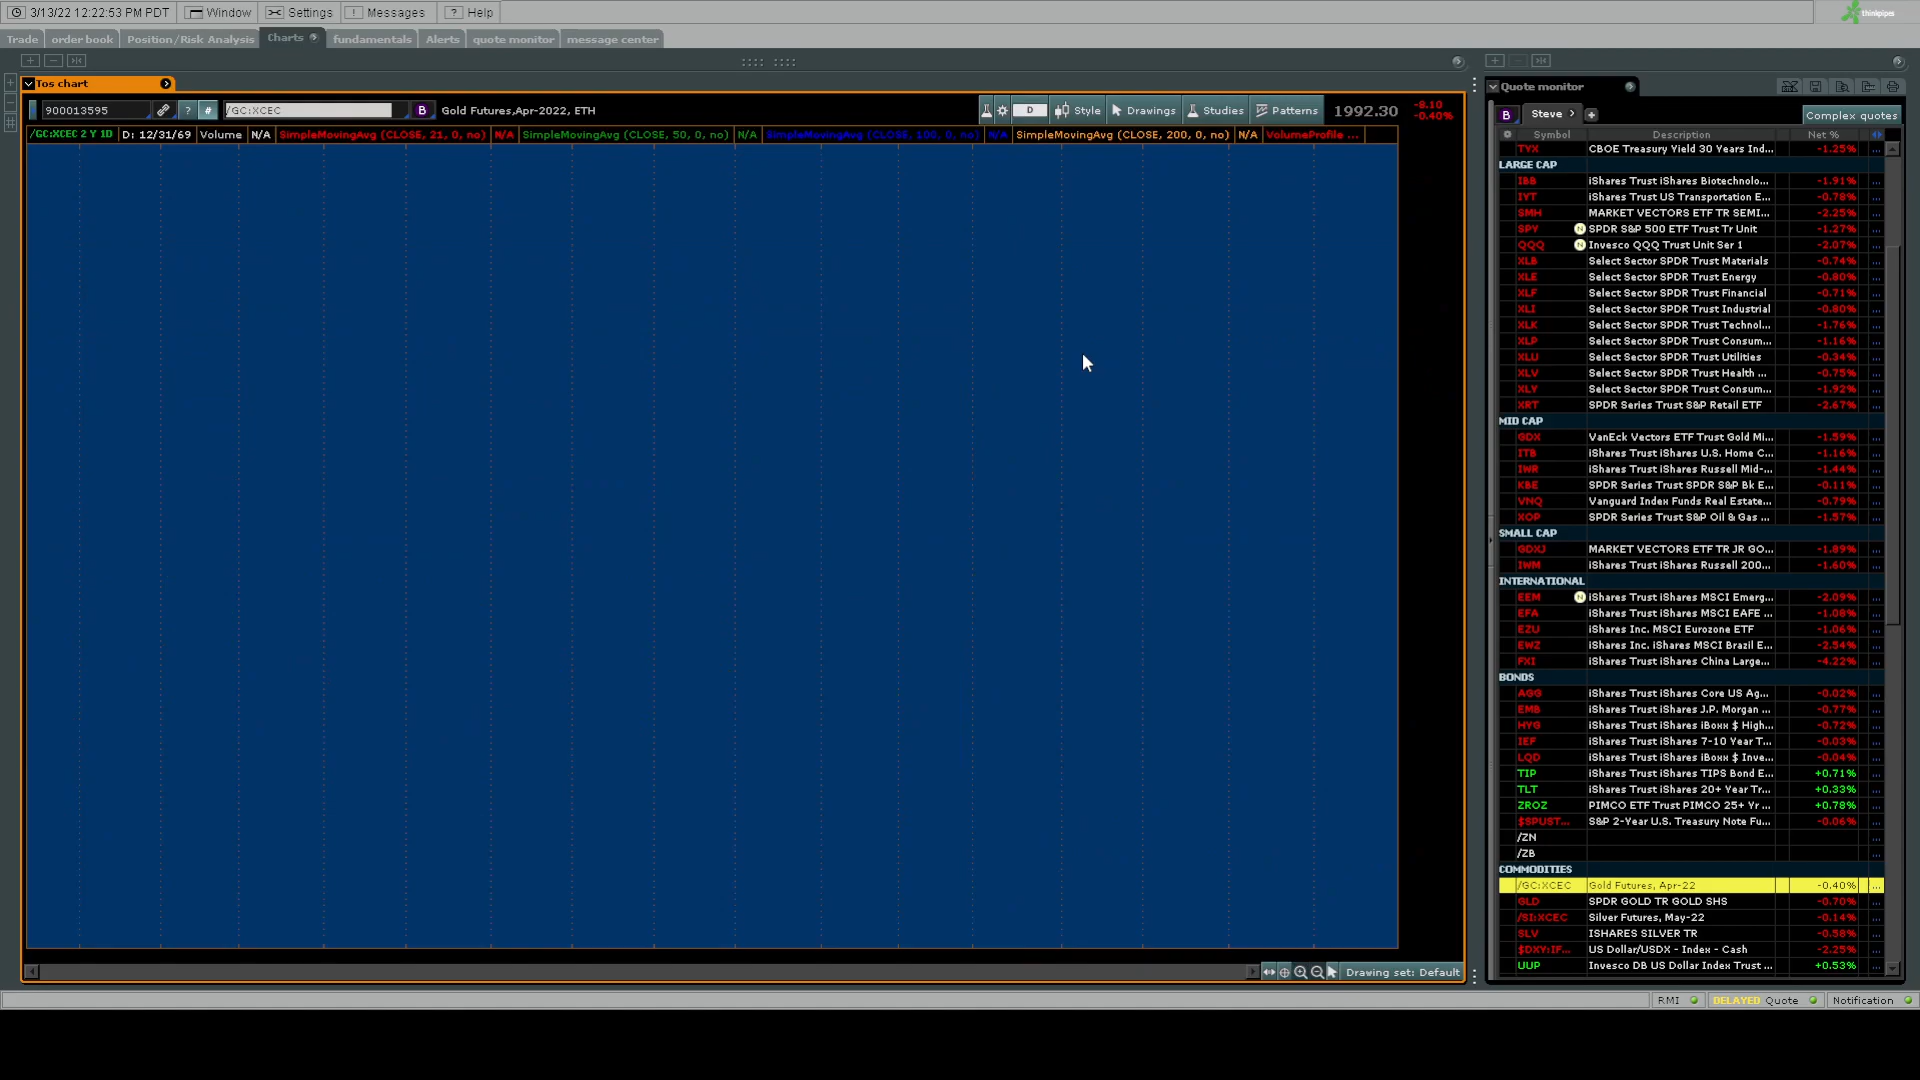 3/13/22 12:22:53 PM PDT Window Settings ! Messages ? Help thinkpipes
Trade order book Position/Risk Analysis Charts fundamentals Alerts quote monitor message center
Tos chart
900013595 ? # /GC:XCEC B Gold Futures,Apr-2022, ETH D Style Drawings Studies Patterns 1992.30 -8.10
-0.40%
/GC:XCEC 2 Y 1D D: 12/31/69 Volume N/A SimpleMovingAvg (CLOSE, 21, 0, no) N/A SimpleMovingAvg (CLOSE, 50, 0, no) N/A SimpleMovingAvg (CLOSE, 100, 0, no) N/A SimpleMovingAvg (CLOSE, 200, 0, no) N/A VolumeProfile ...
Drawing set: Default
Quote monitor
B Steve > Complex quotes
Symbol Description Net %
TYX CBOE Treasury Yield 30 Years Ind... -1.25% ...
LARGE CAP
IBB iShares Trust iShares Biotechnolo... -1.91% ...
IYT iShares Trust US Transportation E... -0.78% ...
SMH MARKET VECTORS ETF TR SEMI... -2.25% ...
SPY N SPDR S&P 500 ETF Trust Tr Unit -1.27% ...
QQQ N Invesco QQQ Trust Unit Ser 1 -2.07% ...
XLB Select Sector SPDR Trust Materials -0.74% ...
XLE Select Sector SPDR Trust Energy -0.80% ...
XLF Select Sector SPDR Trust Financial -0.71% ...
XLI Select Sector SPDR Trust Industrial -0.80% ...
XLK Select Sector SPDR Trust Technol... -1.76% ...
XLP Select Sector SPDR Trust Consum... -1.16% ...
XLU Select Sector SPDR Trust Utilities -0.34% ...
XLV Select Sector SPDR Trust Health ... -0.75% ...
XLY Select Sector SPDR Trust Consum... -1.92% ...
XRT SPDR Series Trust S&P Retail ETF -2.67% ...
MID CAP
GDX VanEck Vectors ETF Trust Gold Mi... -1.59% ...
ITB iShares Trust iShares U.S. Home C... -1.16% ...
IWR iShares Trust iShares Russell Mid-... -1.44% ...
KBE SPDR Series Trust SPDR S&P Bk E... -0.11% ...
VNQ Vanguard Index Funds Real Estate... -0.79% ...
XOP SPDR Series Trust S&P Oil & Gas ... -1.57% ...
SMALL CAP
GDXJ MARKET VECTORS ETF TR JR GO... -1.89% ...
IWM iShares Trust iShares Russell 200... -1.60% ...
INTERNATIONAL
EEM N iShares Trust iShares MSCI Emerg... -2.09% ...
EFA iShares Trust iShares MSCI EAFE ... -1.08% ...
EZU iShares Inc. MSCI Eurozone ETF -1.06% ...
EWZ iShares Inc. iShares MSCI Brazil E... -2.54% ...
FXI iShares Trust iShares China Large... -4.22% ...
BONDS
AGG iShares Trust iShares Core US Ag... -0.02% ...
EMB iShares Trust iShares J.P. Morgan ... -0.77% ...
HYG iShares Trust iShares iBoxx $ High... -0.72% ...
IEF iShares Trust iShares 7-10 Year T... -0.03% ...
LQD iShares Trust iShares iBoxx $ Inve... -0.04% ...
TIP iShares Trust iShares TIPS Bond E... +0.71% ...
TLT iShares Trust iShares 20+ Year Tr... +0.33% ...
ZROZ PIMCO ETF Trust PIMCO 25+ Yr ... +0.78% ...
$SPUST... S&P 2-Year U.S. Treasury Note Fu... -0.06% ...
/ZN ...
/ZB ...
COMMODITIES
/GC:XCEC Gold Futures, Apr-22 -0.40% ...
GLD SPDR GOLD TR GOLD SHS -0.70% ...
/SI:XCEC Silver Futures, May-22 -0.14% ...
SLV ISHARES SILVER TR -0.58% ...
$DXY:IF... US Dollar/USDX - Index - Cash -2.25% ...
UUP Invesco DB US Dollar Index Trust ... +0.53% ...
RMI DELAYED Quote Notification